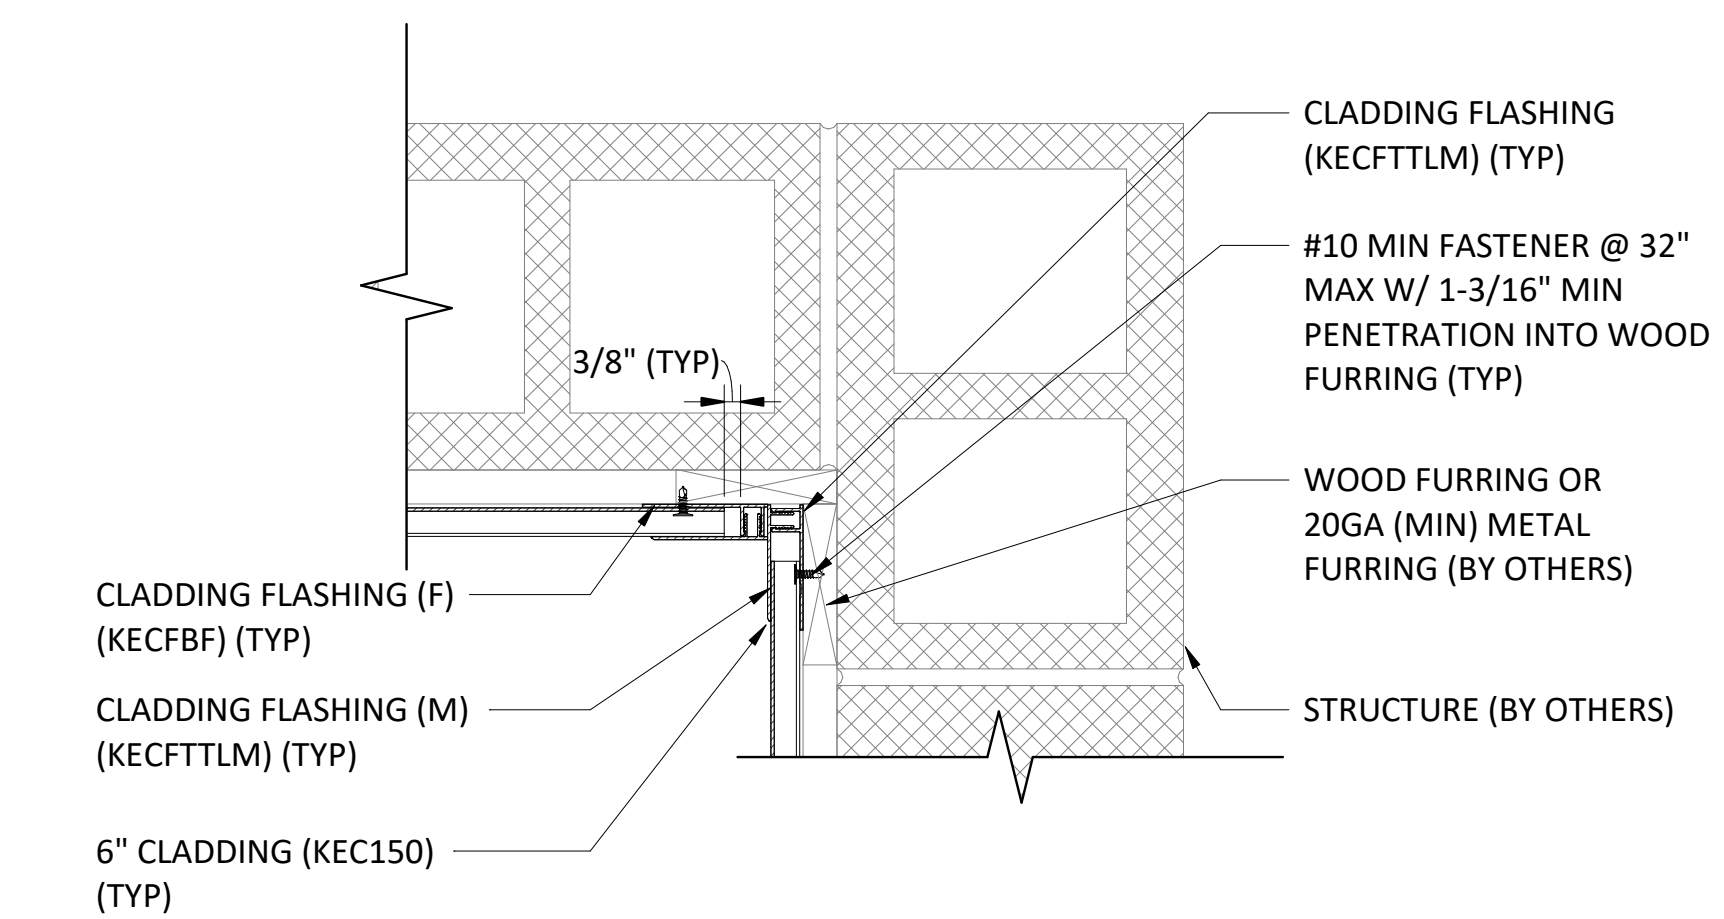 CLADDING FLASHING
(KECFTTLM) (TYP)
#10 MIN FASTENER @ 32"
MAX W/ 1-3/16" MIN
PENETRATION INTO WOOD
FURRING (TYP)
3/8" (TYP)
WOOD FURRING OR
20GA (MIN) METAL
FURRING (BY OTHERS)
CLADDING FLASHING (F)
(KECFBF) (TYP)
CLADDING FLASHING (M)
(KECFTTLM) (TYP)
STRUCTURE (BY OTHERS)
6" CLADDING (KEC150)
(TYP)